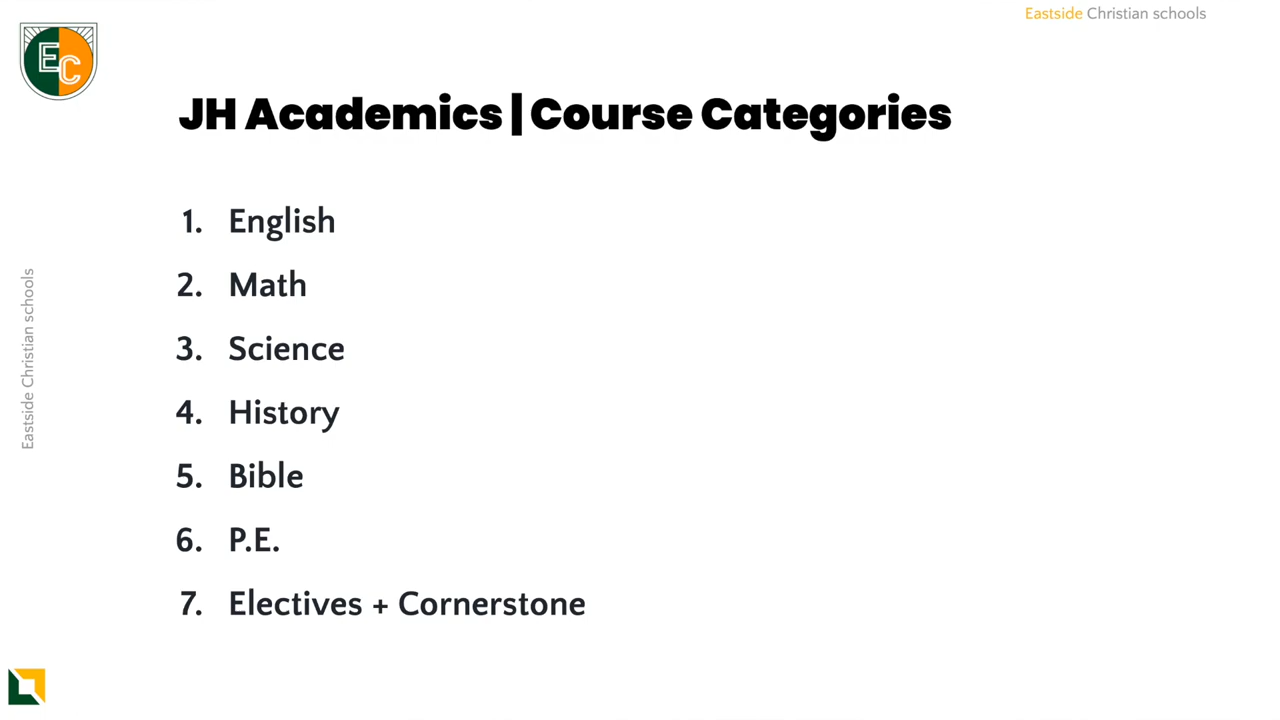 Eastside Christian schools
EC
JH Academics | Course Categories
1. English
2. Math
3. Science
4. History
5. Bible
6. P.E.
7. Electives + Cornerstone
Eastside Christian schools